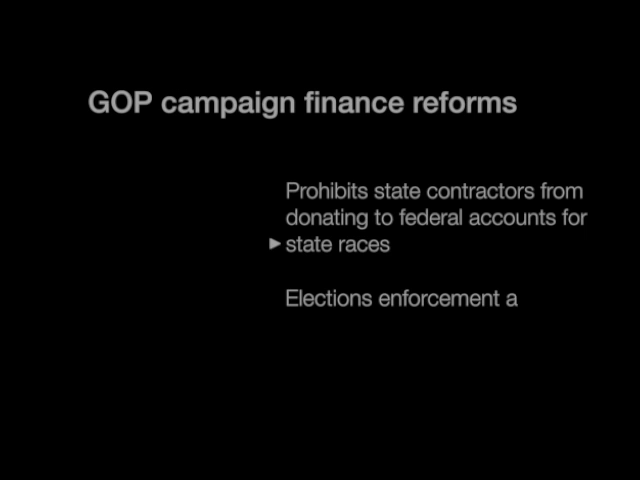 GOP campaign finance reforms
Prohibits state contractors from
donating to federal accounts for
▶ state races
Elections enforcement a